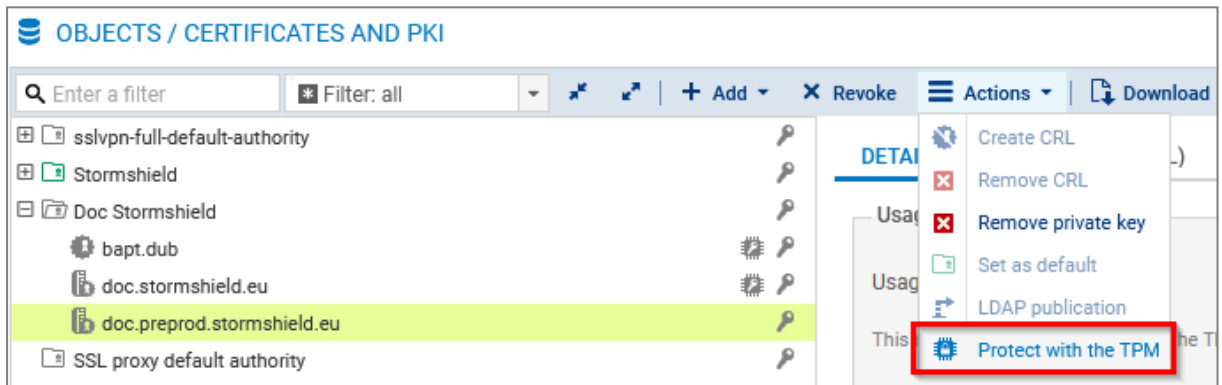 OBJECTS / CERTIFICATES AND PKI
Enter a filter
Filter: all
Add
Revoke
Actions
Download
sslvpn-full-default-authority
Stormshield
Doc Stormshield
bapt.dub
doc.stormshield.eu
doc.preprod.stormshield.eu
SSL proxy default authority
Create CRL
Remove CRL
Remove private key
Set as default
LDAP publication
Protect with the TPM
This